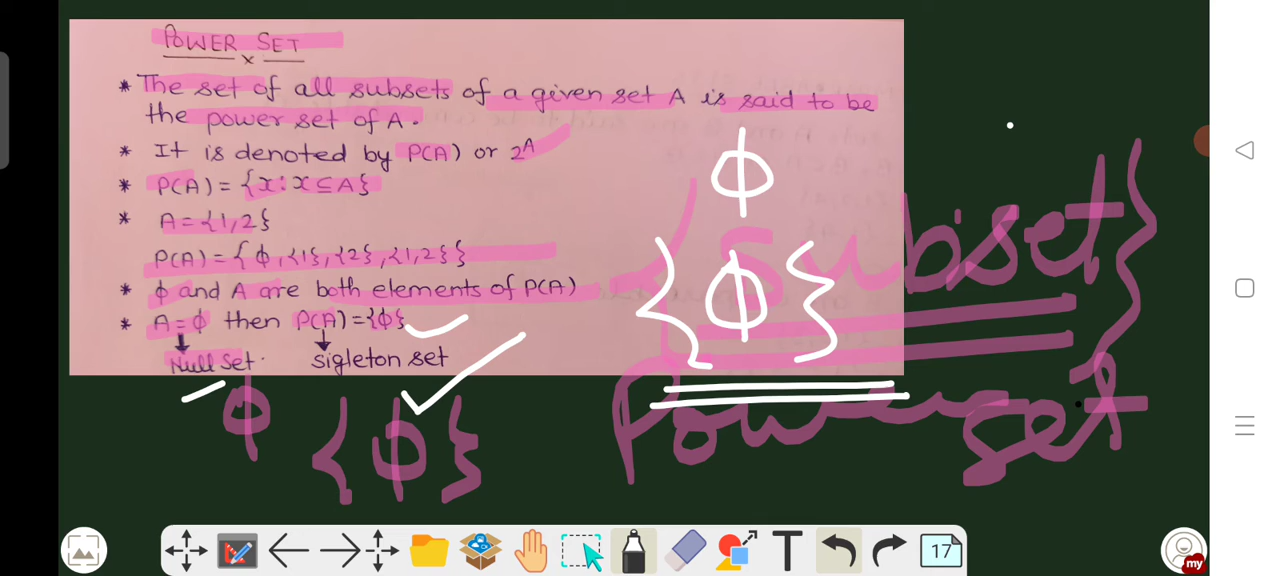 POWER SET
x
* The set of all subsets of a given set A is said to be
the power set of A.
* It is denoted by P(A) or 2^A
* P(A) = {x : x ⊆ A}
* A = {1,2}
P(A) = {ϕ, {1}, {2}, {1,2}}
* ϕ and A are both elements of P(A)
* A = ϕ then P(A) = {ϕ}
↓ ↓
Null Set. sigleton set
ϕ
{Subset}
{ϕ}
Power set
ϕ {ϕ}
T
17
my